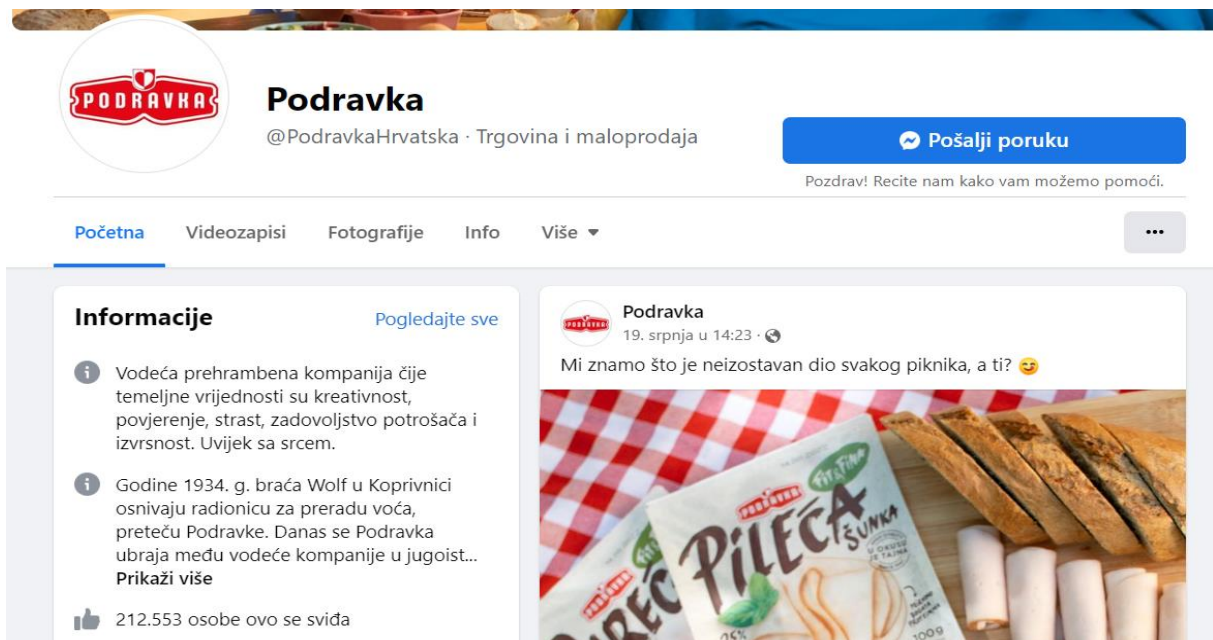 PODRAVKA
Podravka
@PodravkaHrvatska · Trgovina i maloprodaja
Pošalji poruku
Pozdrav! Recite nam kako vam možemo pomoći.
Početna Videozapisi Fotografije Info Više
Informacije Pogledajte sve
Vodeća prehrambena kompanija čije
temeljne vrijednosti su kreativnost,
povjerenje, strast, zadovoljstvo potrošača i
izvrsnost. Uvijek sa srcem.
Godine 1934. g. braća Wolf u Koprivnici
osnivaju radionicu za preradu voća,
preteču Podravke. Danas se Podravka
ubraja među vodeće kompanije u jugoist...
Prikaži više
212.553 osobe ovo se sviđa
PODRAVKA
Podravka
19. srpnja u 14:23 ·
Mi znamo što je neizostavan dio svakog piknika, a ti? 😋
PODRAVKA
FIT&FINA
PILEĆA
ŠUNKA
U OKUSU
JE TAJNA
100g